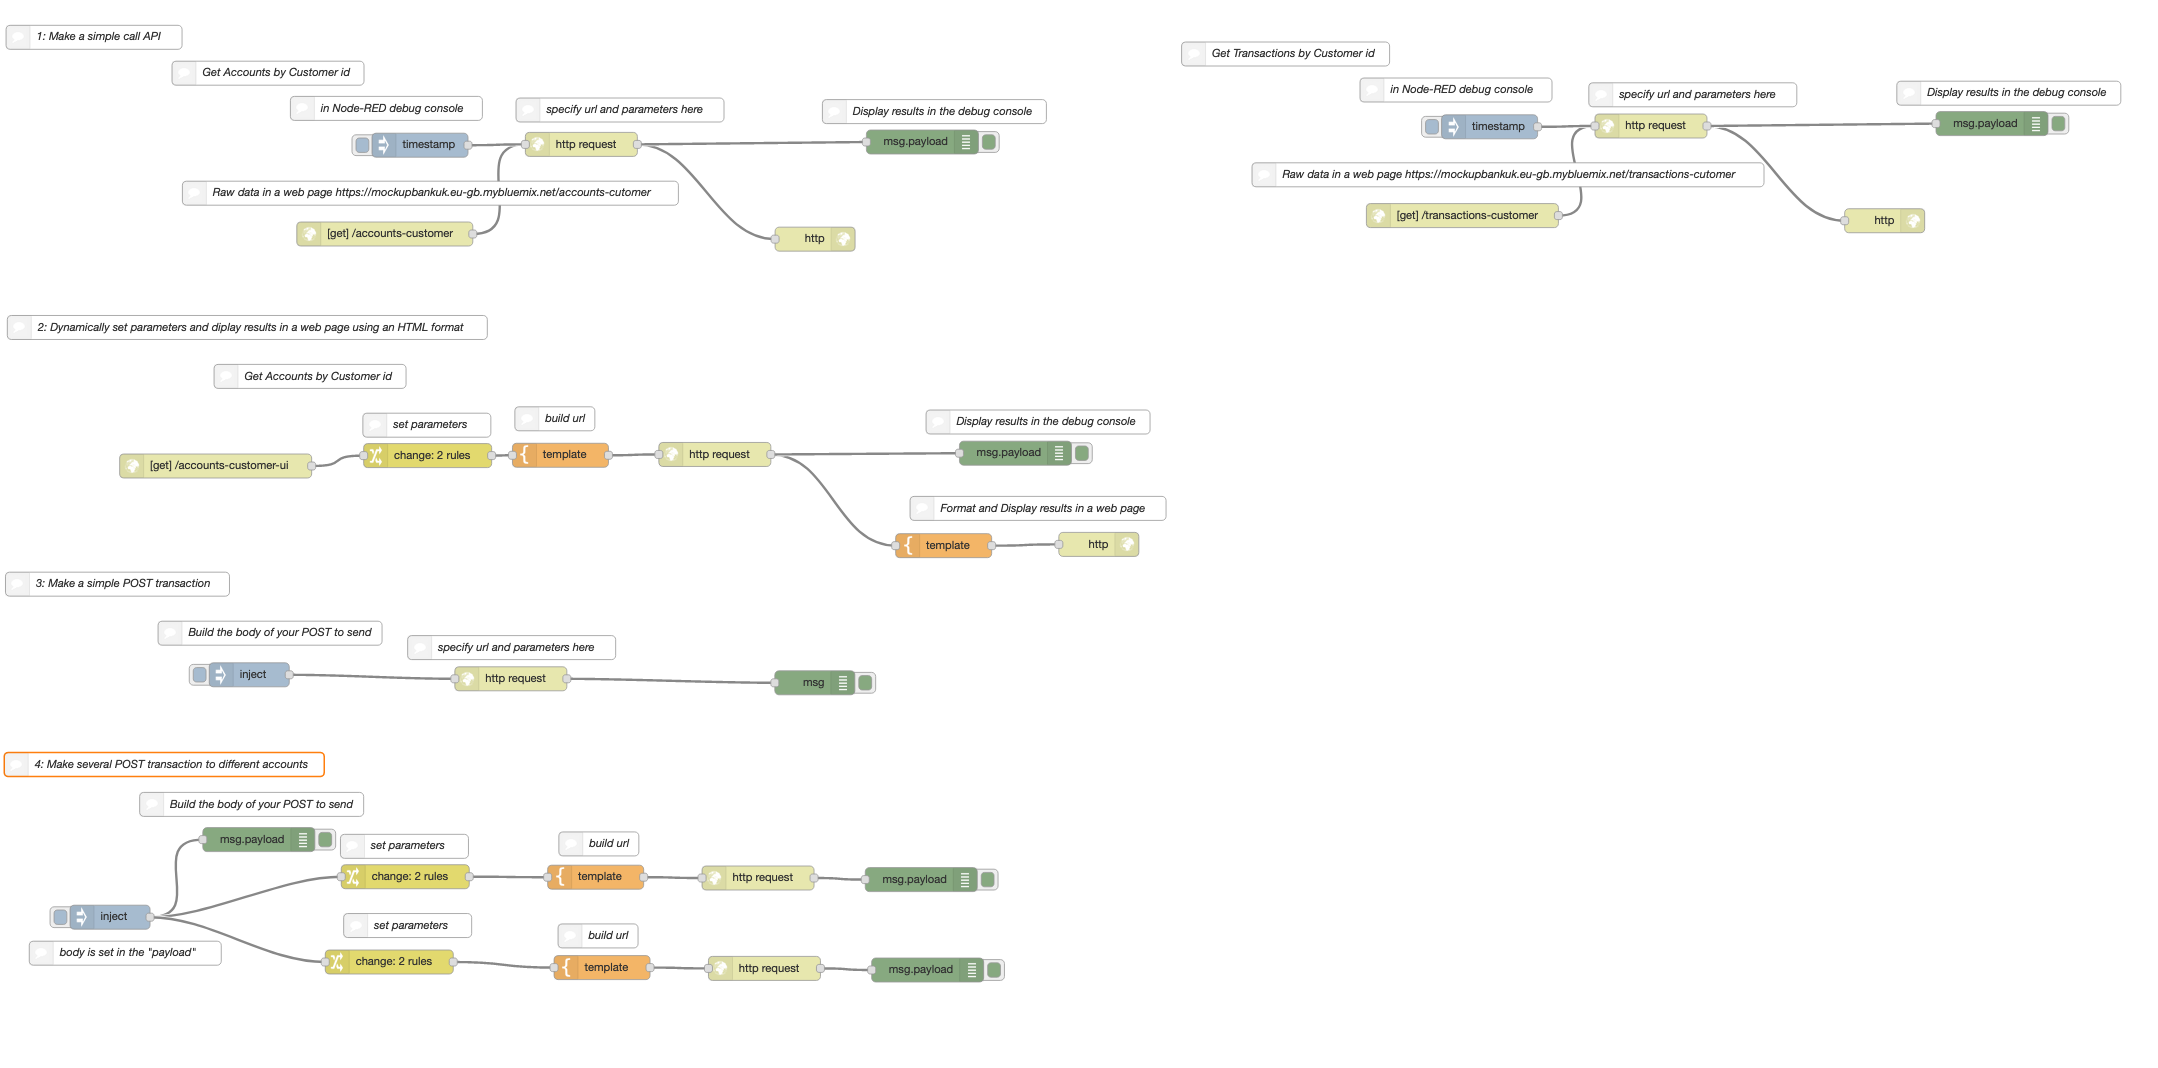 1: Make a simple call API
Get Accounts by Customer id
in Node-RED debug console
specify url and parameters here
Display results in the debug console
timestamp
http request
msg.payload
Raw data in a web page https://mockupbankuk.eu-gb.mybluemix.net/accounts-cutomer
[get] /accounts-customer
http
Get Transactions by Customer id
in Node-RED debug console
specify url and parameters here
Display results in the debug console
timestamp
http request
msg.payload
Raw data in a web page https://mockupbankuk.eu-gb.mybluemix.net/transactions-cutomer
[get] /transactions-customer
http
2: Dynamically set parameters and diplay results in a web page using an HTML format
Get Accounts by Customer id
set parameters
build url
Display results in the debug console
[get] /accounts-customer-ui
change: 2 rules
template
http request
msg.payload
Format and Display results in a web page
template
http
3: Make a simple POST transaction
Build the body of your POST to send
specify url and parameters here
inject
http request
msg
4: Make several POST transaction to different accounts
Build the body of your POST to send
msg.payload
set parameters
build url
change: 2 rules
template
http request
msg.payload
inject
set parameters
build url
body is set in the "payload"
change: 2 rules
template
http request
msg.payload